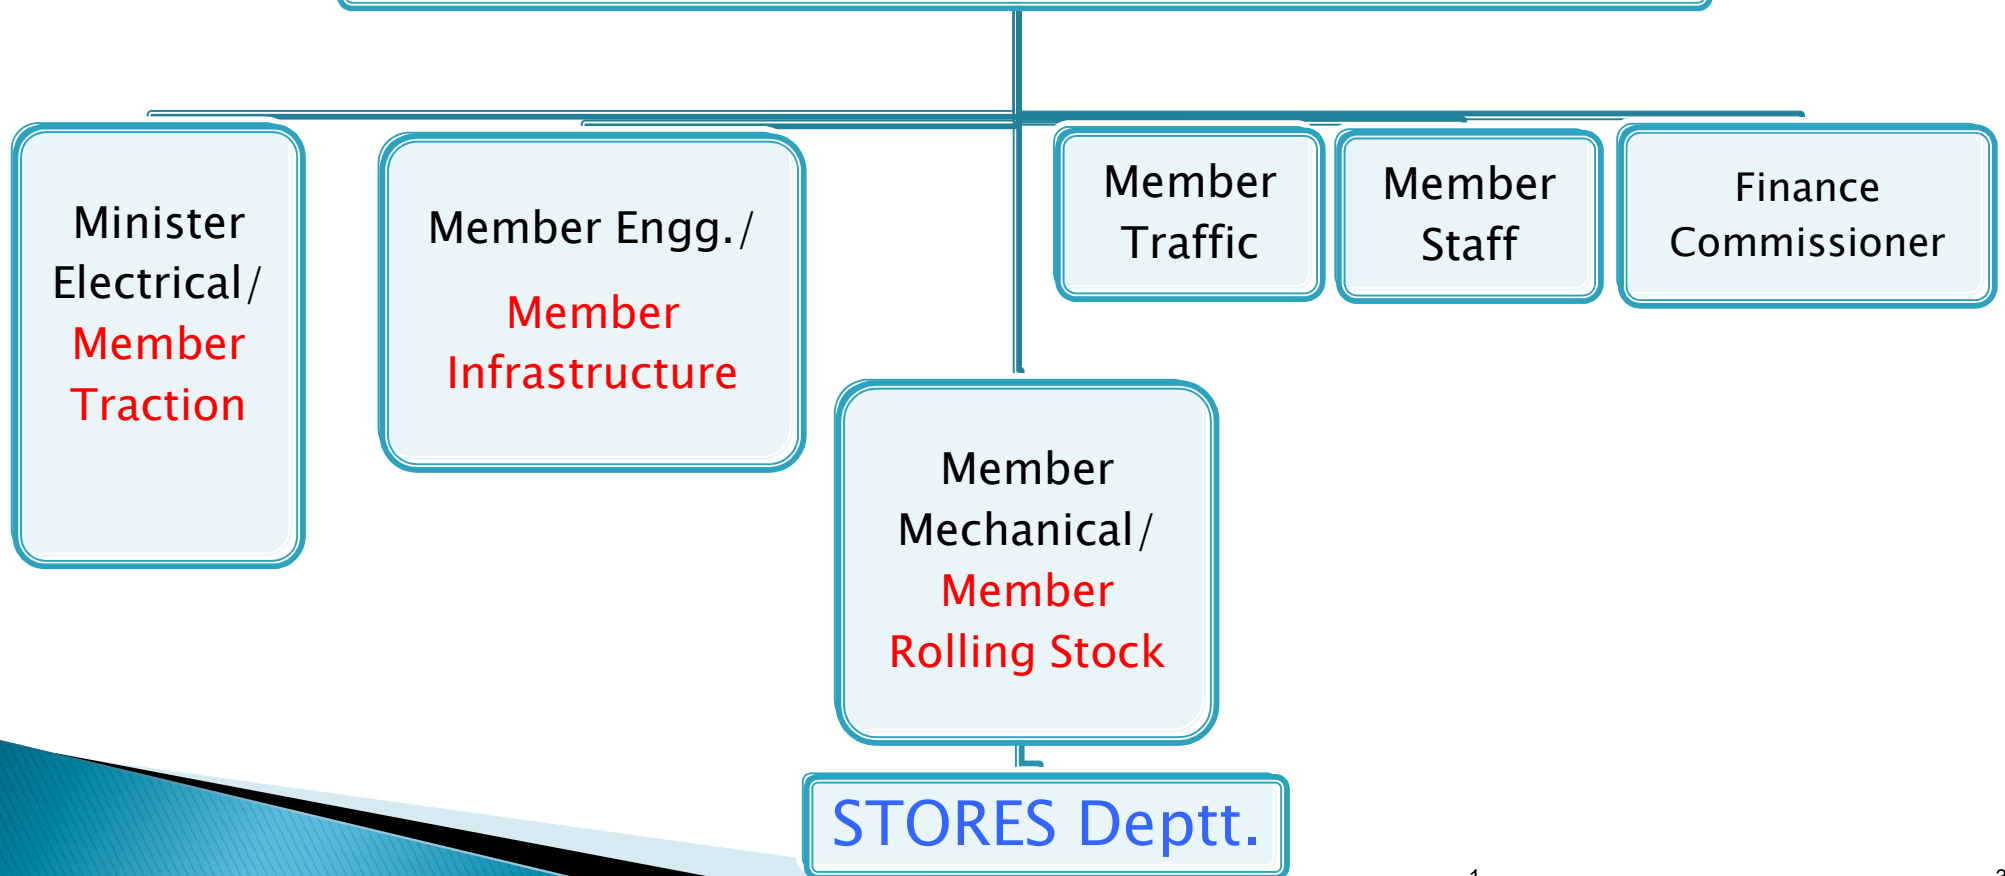 Minister
Electrical/
Member
Traction
Member Engg./
Member
Infrastructure
Member
Traffic
Member
Staff
Finance
Commissioner
Member
Mechanical/
Member
Rolling Stock
STORES Deptt.